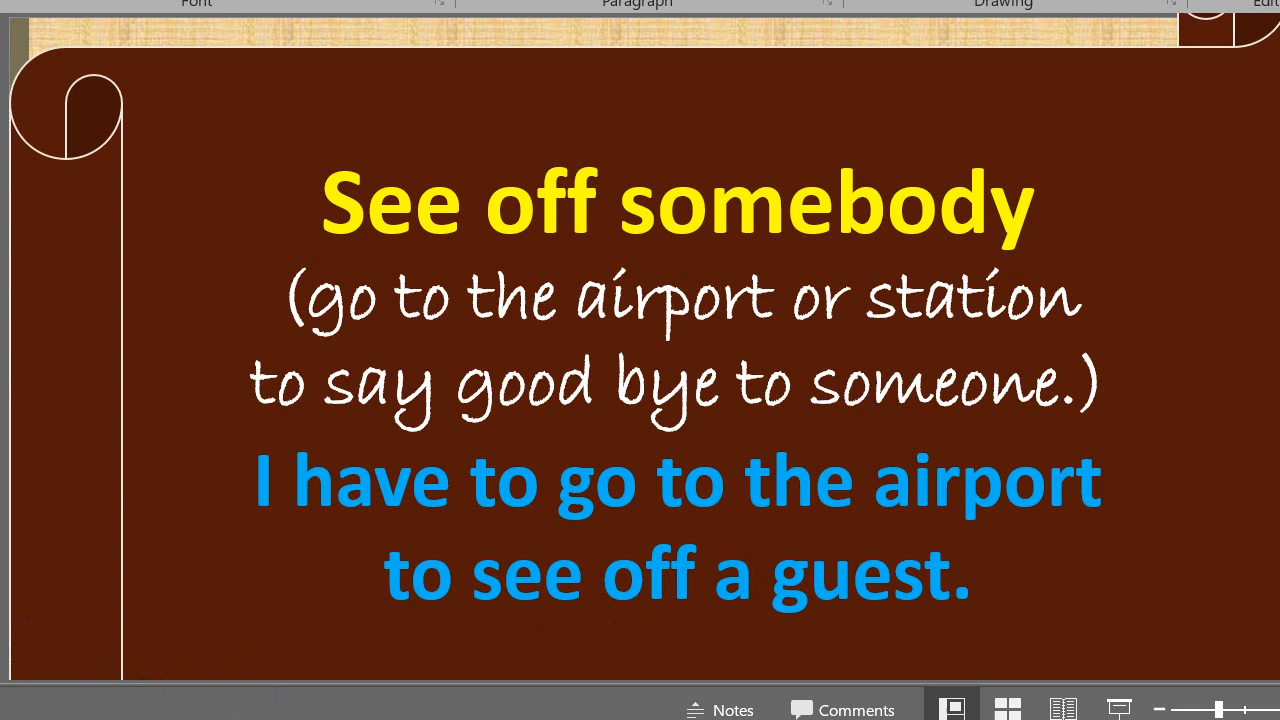 Font Paragraph Drawing
See off somebody
(go to the airport or station
to say good bye to someone.)
I have to go to the airport
to see off a guest.
Notes Comments